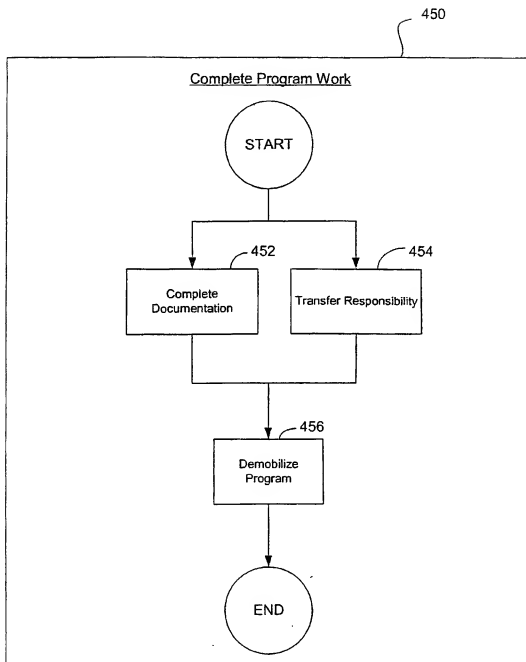 450
Complete Program Work
START
452
454
Complete
Documentation
Transfer Responsibility
456
Demobilize
Program
END